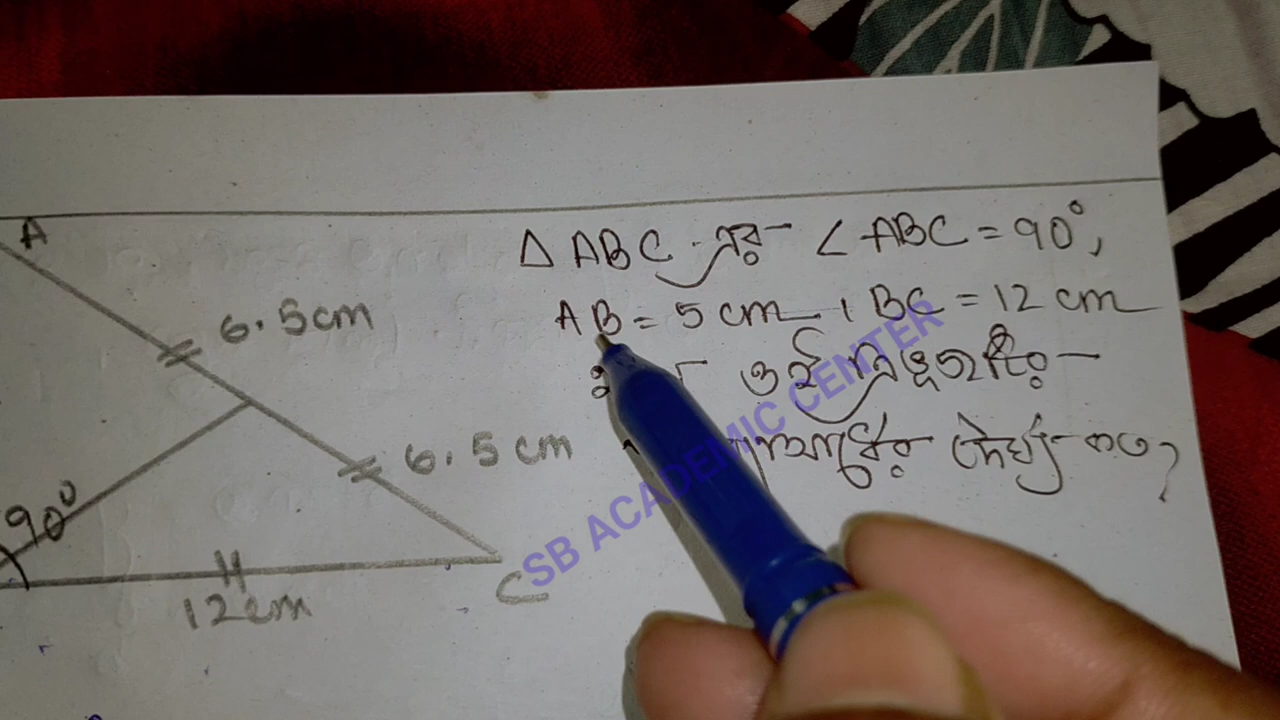 A
6.5cm
6.5 cm
90°
12cm
C
Δ ABC এর ∠ ABC = 90°,
AB = 5 cm, BC = 12 cm
ঐ ত্রিভুজটির
দৈর্ঘ্য কত?
SB ACADEMIC CENTER